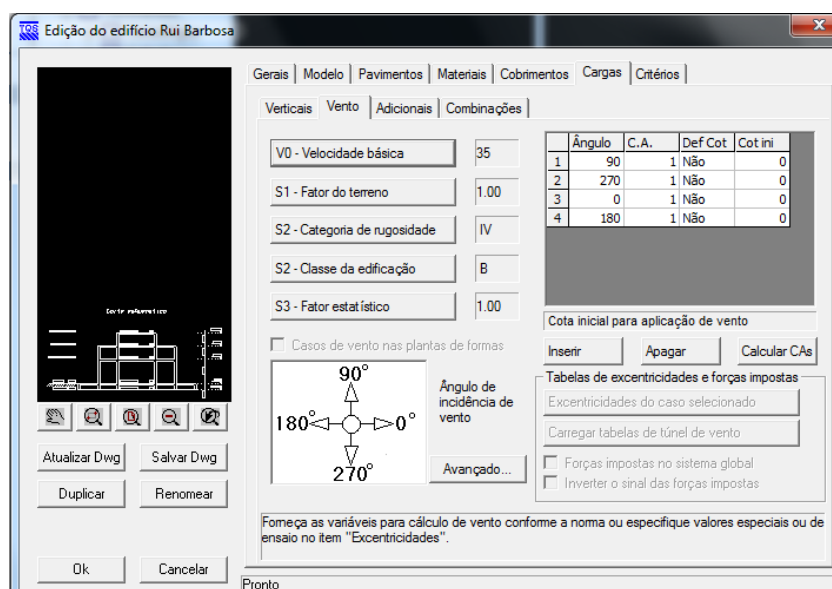 TQS Edição do edifício Rui Barbosa
Gerais Modelo Pavimentos Materiais Cobrimentos Cargas Critérios
Verticais Vento Adicionais Combinações
V0 - Velocidade básica 35
S1 - Fator do terreno 1.00
S2 - Categoria de rugosidade IV
S2 - Classe da edificação B
S3 - Fator estatístico 1.00
Casos de vento nas plantas de formas
90°
180° 0°
270°
Ângulo de
incidência de
vento
Avançado...
Ângulo C.A. Def Cot Cot ini
1 90 1 Não 0
2 270 1 Não 0
3 0 1 Não 0
4 180 1 Não 0
Cota inicial para aplicação de vento
Inserir Apagar Calcular CAs
Tabelas de excentricidades e forças impostas
Excentricidades do caso selecionado
Carregar tabelas de túnel de vento
Forças impostas no sistema global
Inverter o sinal das forças impostas
Forneça as variáveis para cálculo de vento conforme a norma ou especifique valores especiais ou de
ensaio no item "Excentricidades".
Corte esquemático
Atualizar Dwg Salvar Dwg
Duplicar Renomear
Ok Cancelar
Pronto